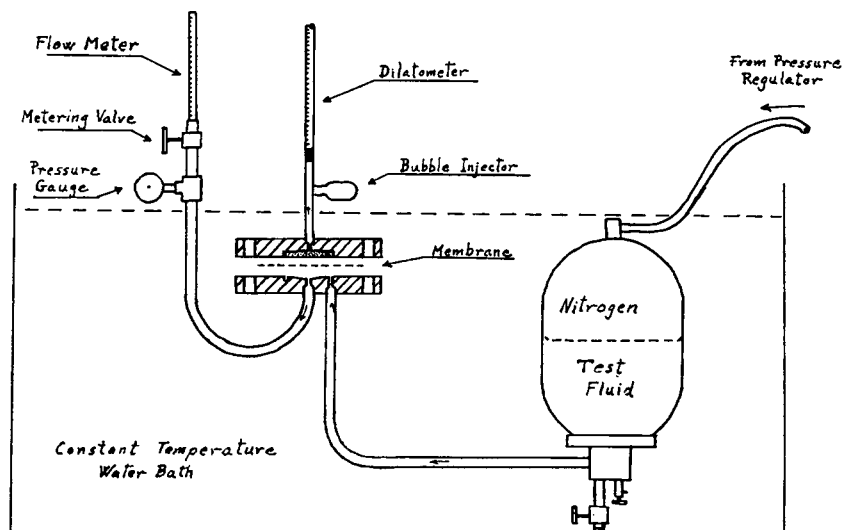 Flow Meter
Metering Valve
Pressure
Gauge
Dilatometer
Bubble Injector
Membrane
From Pressure
Regulator
Nitrogen
Test
Fluid
Constant Temperature
Water Bath